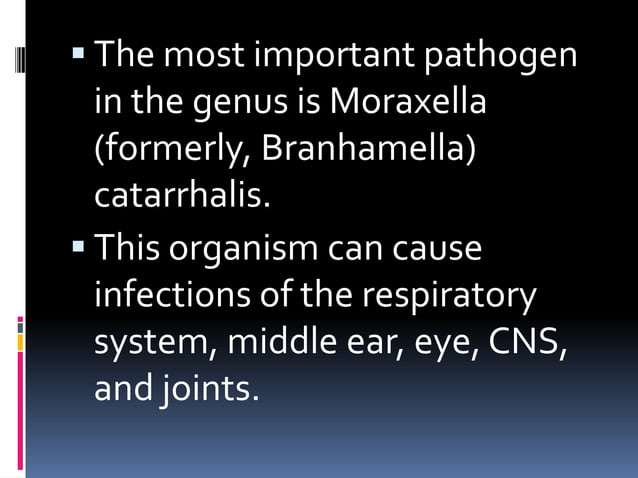 ▪ The most important pathogen
in the genus is Moraxella
(formerly, Branhamella)
catarrhalis.
▪ This organism can cause
infections of the respiratory
system, middle ear, eye, CNS,
and joints.